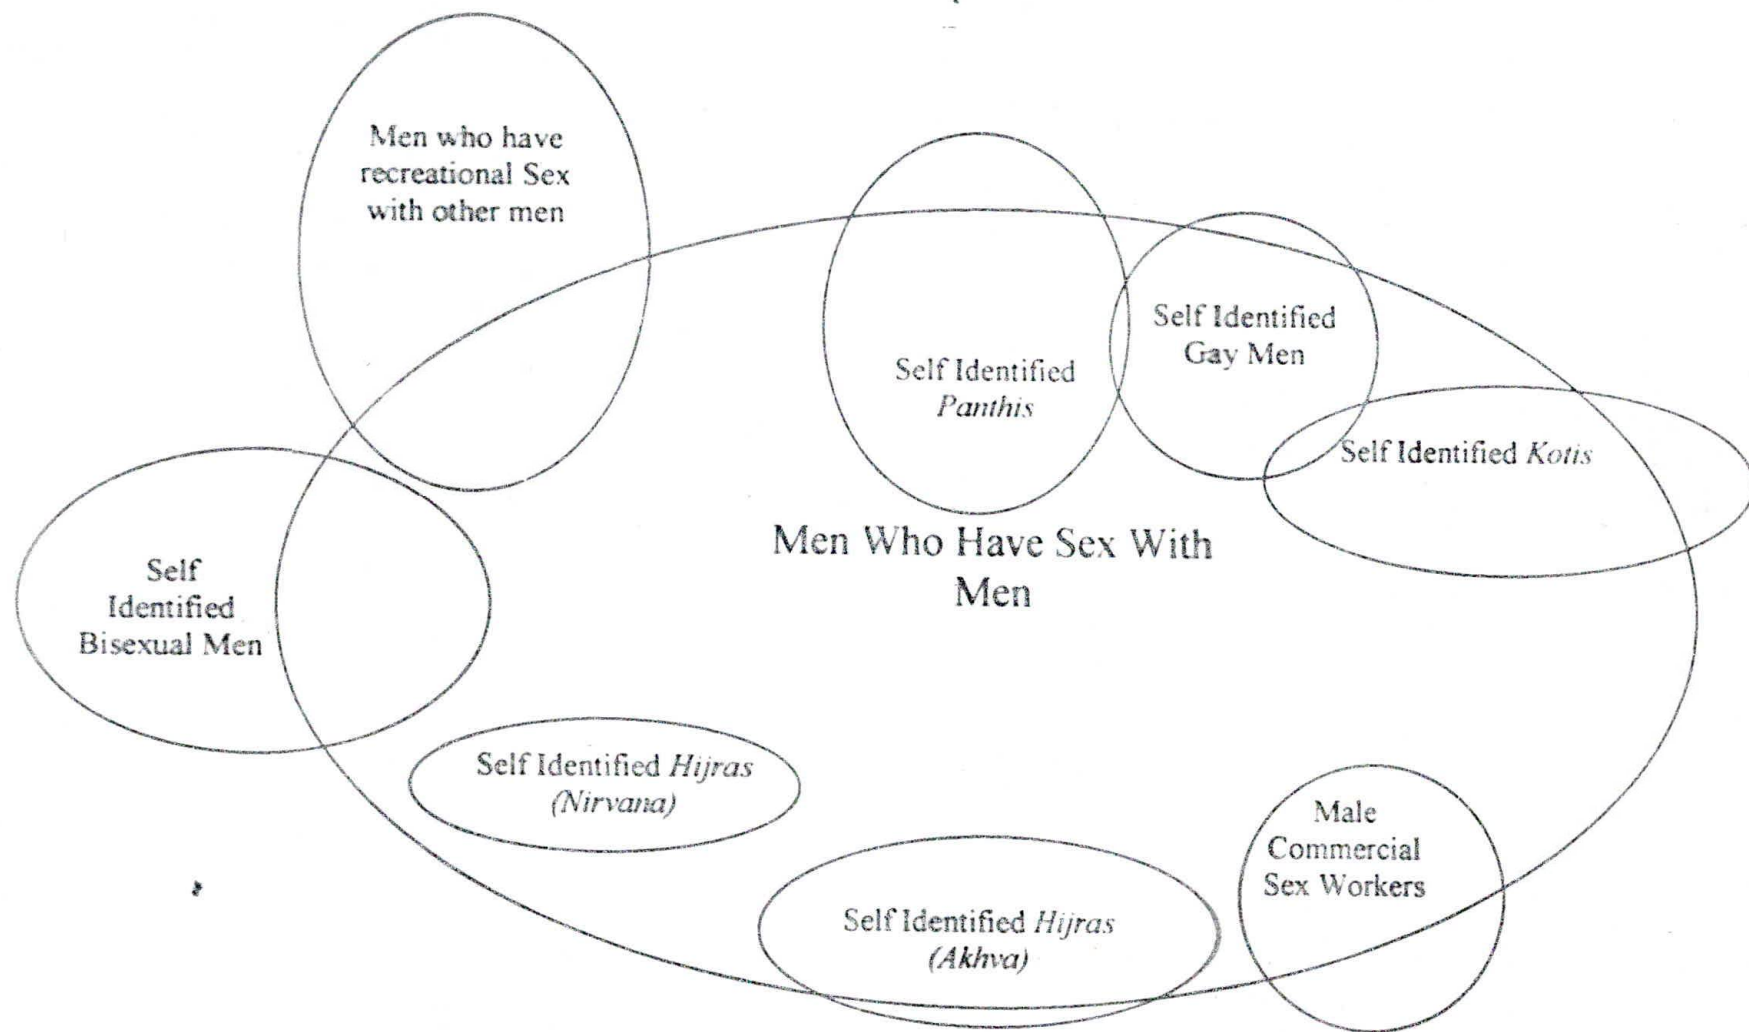 Men who have
recreational Sex
with other men
Self Identified
Gay Men
Self Identified
Panthis
Self Identified Kotis
Men Who Have Sex With
Men
Self
Identified
Bisexual Men
Self Identified Hijras
(Nirvana)
Male
Commercial
Sex Workers
Self Identified Hijras
(Akhva)